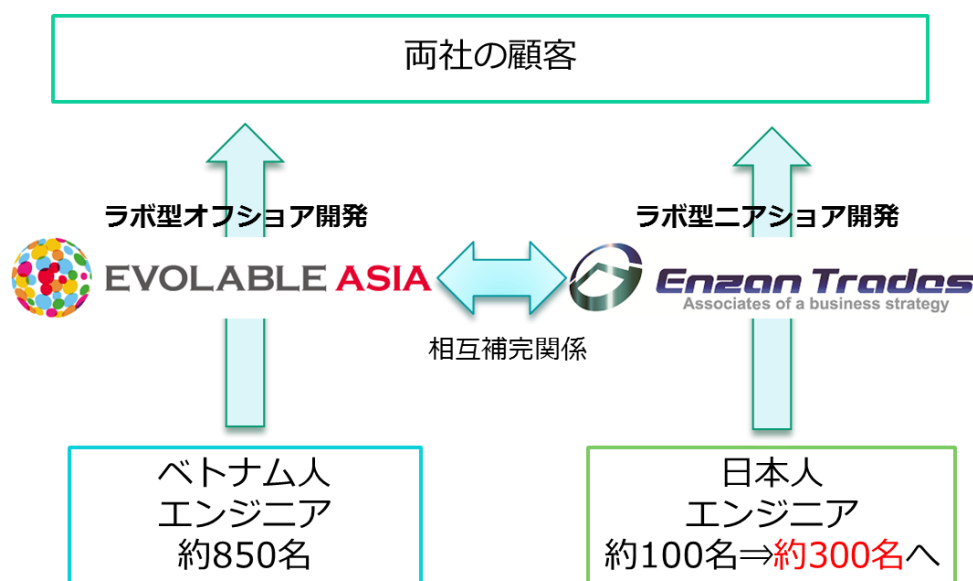 両社の顧客
ラボ型オフショア開発
ラボ型ニアショア開発
EVOLABLE ASIA
Enzan Trades
Associates of a business strategy
相互補完関係
ベトナム人
エンジニア
約850名
日本人
エンジニア
約100名⇒約300名へ